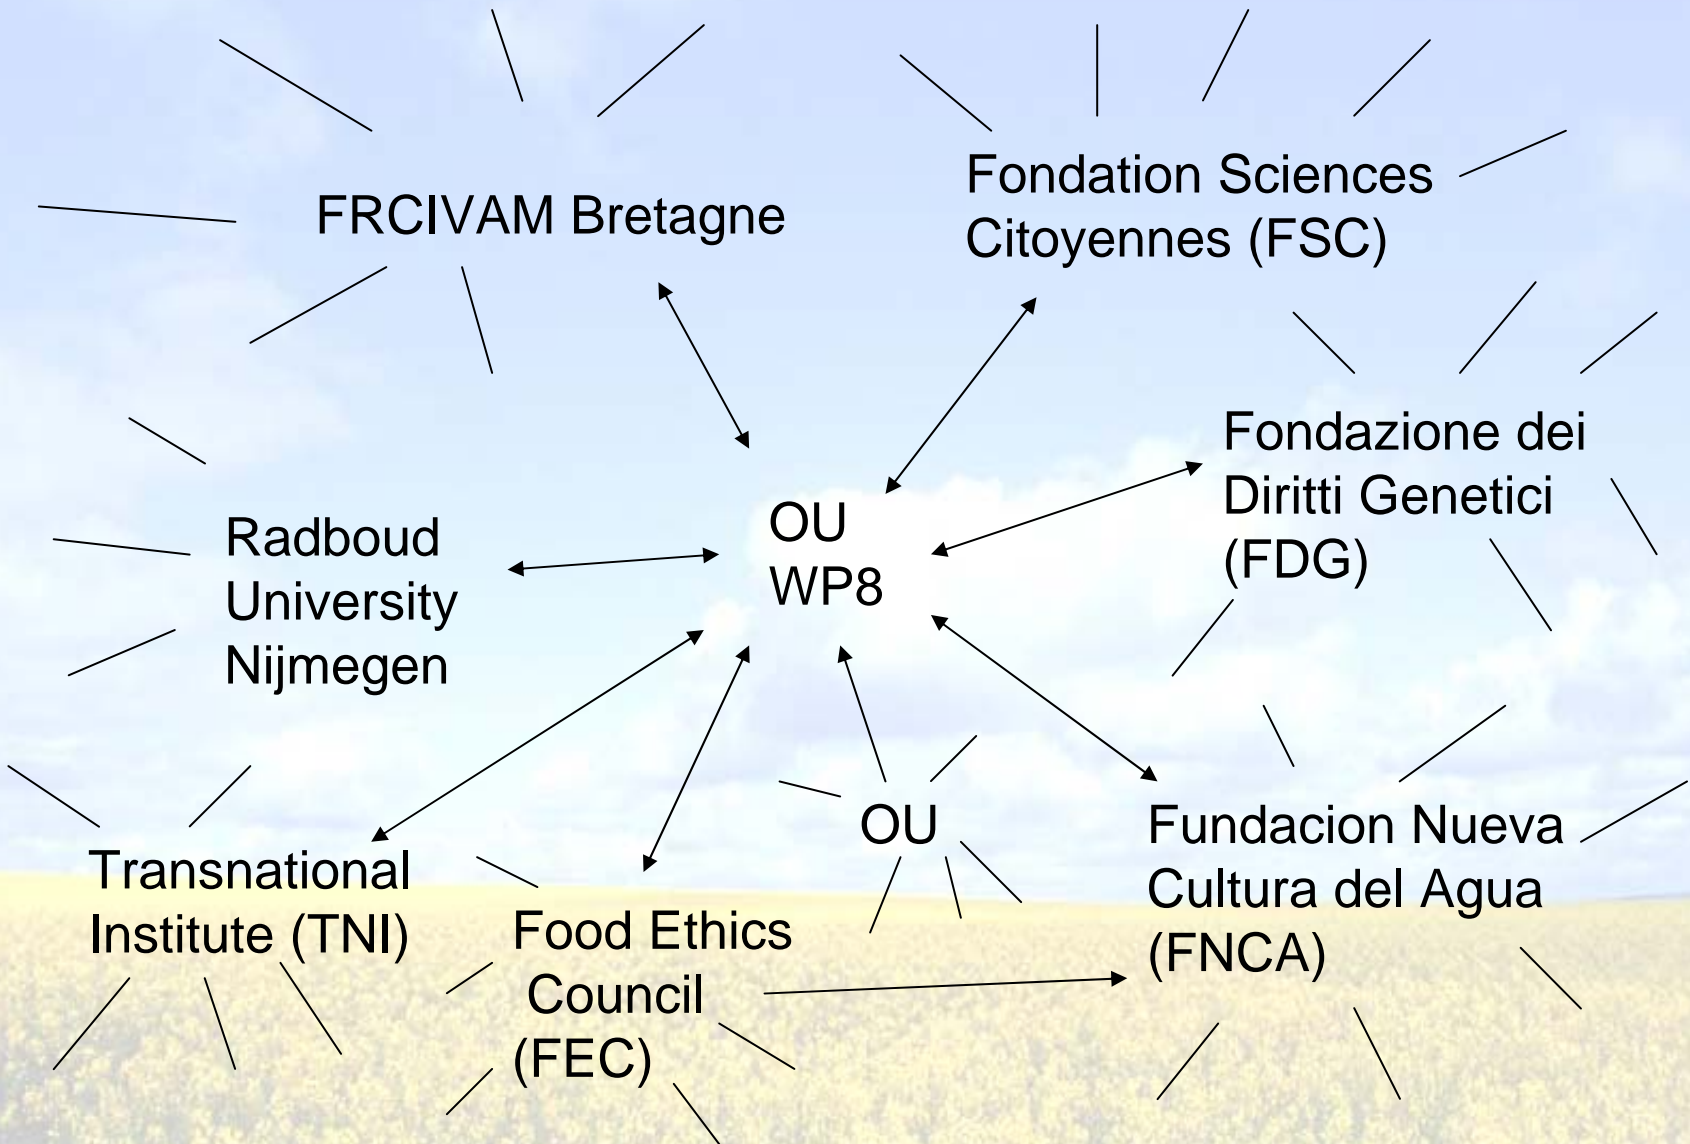 FRCIVAM Bretagne
Fondation Sciences
Citoyennes (FSC)
Fondazione dei
Diritti Genetici
(FDG)
Radboud
University
Nijmegen
OU
WP8
OU
Fundacion Nueva
Cultura del Agua
(FNCA)
Transnational
Institute (TNI)
Food Ethics
Council
(FEC)